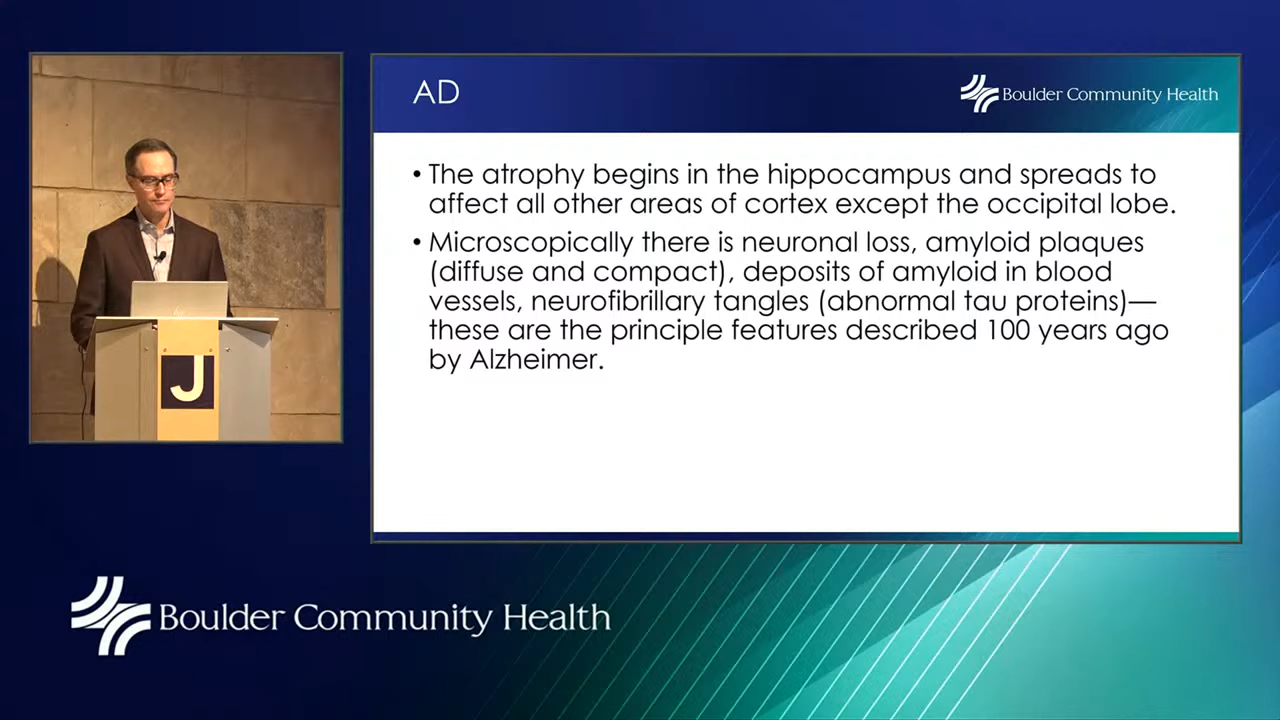 AD
Boulder Community Health
• The atrophy begins in the hippocampus and spreads to
affect all other areas of cortex except the occipital lobe.
• Microscopically there is neuronal loss, amyloid plaques
(diffuse and compact), deposits of amyloid in blood
vessels, neurofibrillary tangles (abnormal tau proteins)—
these are the principle features described 100 years ago
by Alzheimer.
J
Boulder Community Health